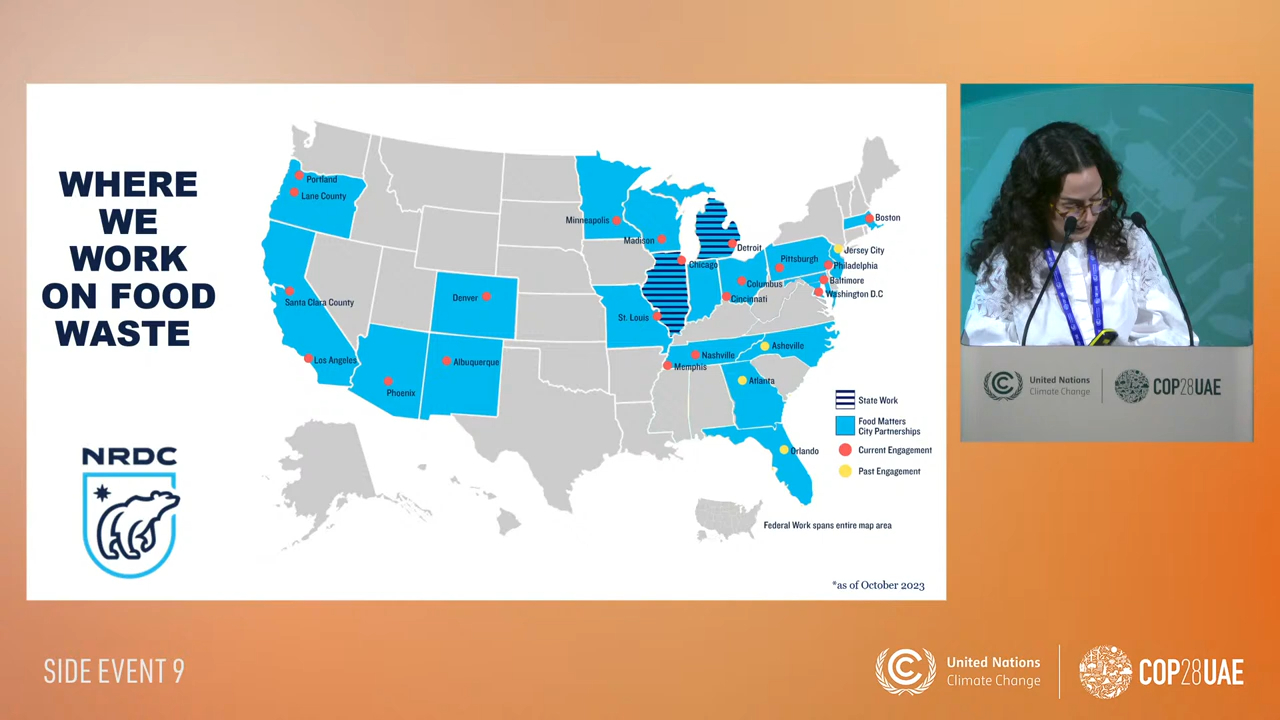 WHERE
WE
WORK
ON FOOD
WASTE
NRDC
Portland
Lane County
Santa Clara County
Los Angeles
Phoenix
Denver
Albuquerque
Minneapolis
Madison
Chicago
St. Louis
Detroit
Columbus
Cincinnati
Pittsburgh
Nashville
Memphis
Asheville
Atlanta
Orlando
Boston
Jersey City
Philadelphia
Baltimore
Washington D.C
State Work
Food Matters
City Partnerships
Current Engagement
Past Engagement
Federal Work spans entire map area
*as of October 2023
United Nations
Climate Change
COP28UAE
SIDE EVENT 9
United Nations
Climate Change
COP28UAE